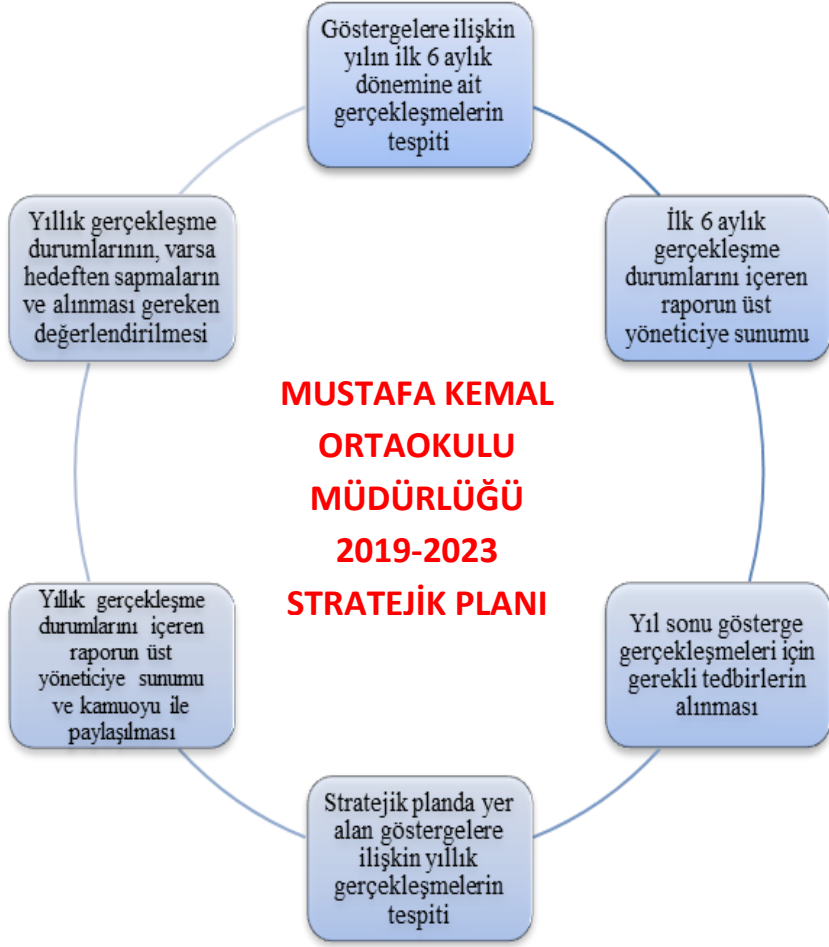 Göstergelere ilişkin
yılın ilk 6 aylık
dönemine ait
gerçekleşmelerin
tespiti
İlk 6 aylık
gerçekleşme
durumlarını içeren
raporun üst
yöneticiye sunumu
Yıl sonu gösterge
gerçekleşmeleri için
gerekli tedbirlerin
alınması
Stratejik planda yer
alan göstergelere
ilişkin yıllık
gerçekleşmelerin
tespiti
Yıllık gerçekleşme
durumlarını içeren
raporun üst
yöneticiye sunumu
ve kamuoyu ile
paylaşılması
Yıllık gerçekleşme
durumlarının, varsa
hedeften sapmaların
ve alınması gereken
değerlendirilmesi
MUSTAFA KEMAL
ORTAOKULU
MÜDÜRLÜĞÜ
2019-2023
STRATEJİK PLANI